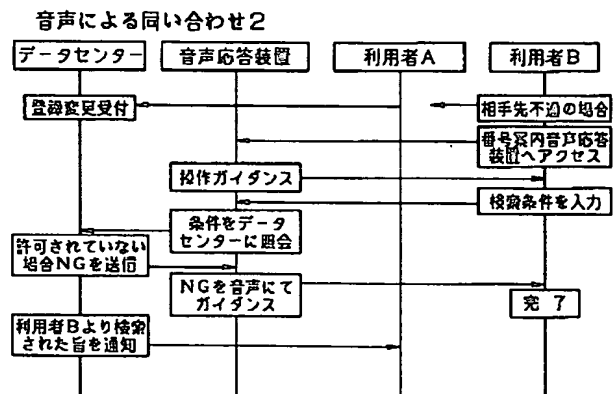 音声による問い合わせ2
データセンター
音声応答装置
利用者A
利用者B
登録変更受付
相手先不通の場合
番号案内音声応答
装置へアクセス
操作ガイダンス
検索条件を入力
条件をデータ
センターに照会
許可されていない
場合NGを送信
NGを音声にて
ガイダンス
完了
利用者Bより検索
された旨を通知